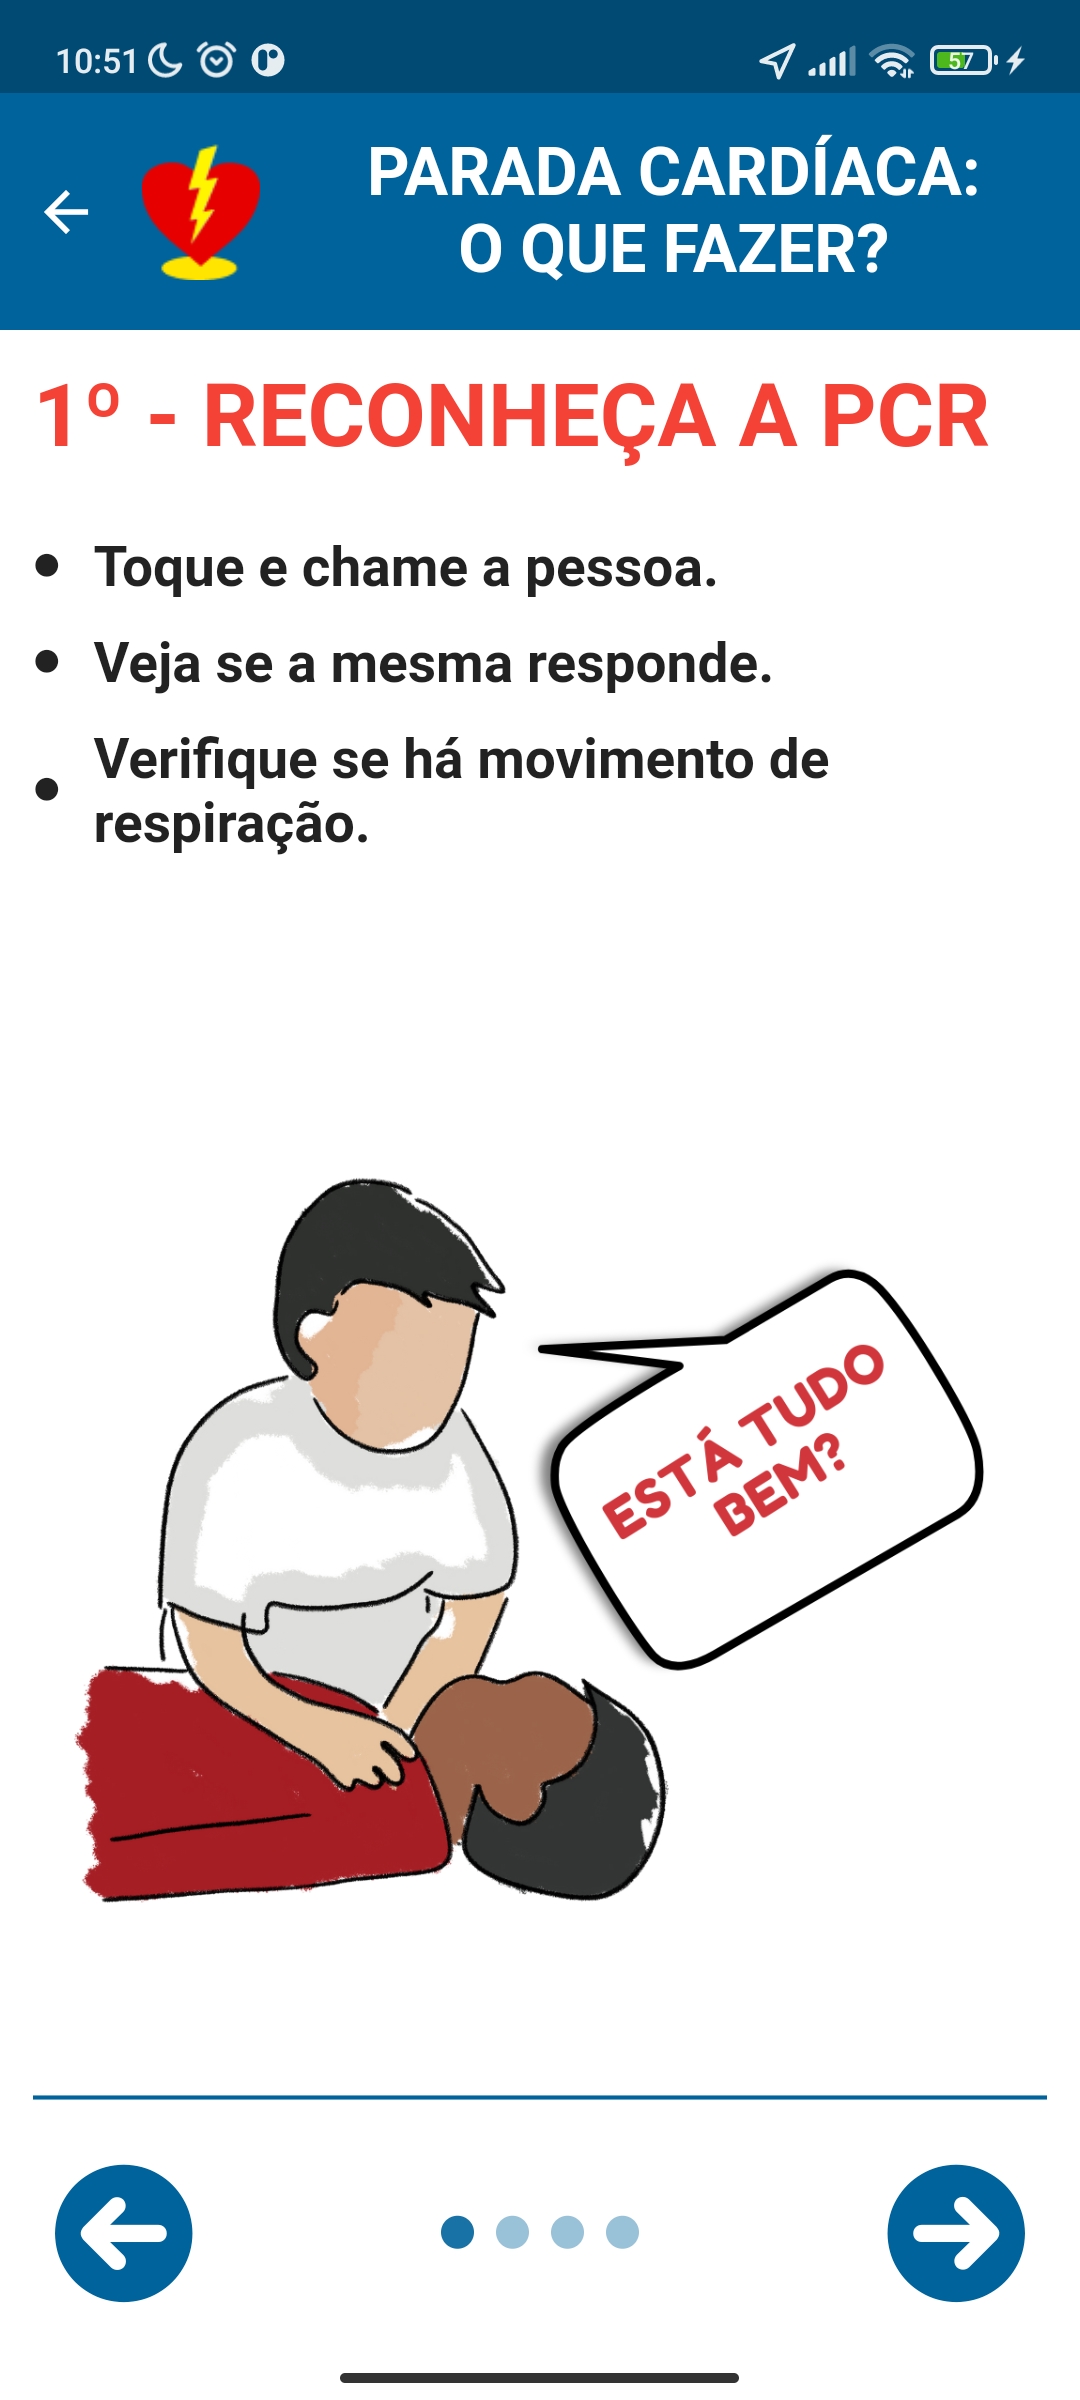 10:51
57
PARADA CARDÍACA:
O QUE FAZER?
1º - RECONHEÇA A PCR
Toque e chame a pessoa.
Veja se a mesma responde.
Verifique se há movimento de
respiração.
ESTÁ TUDO
BEM?